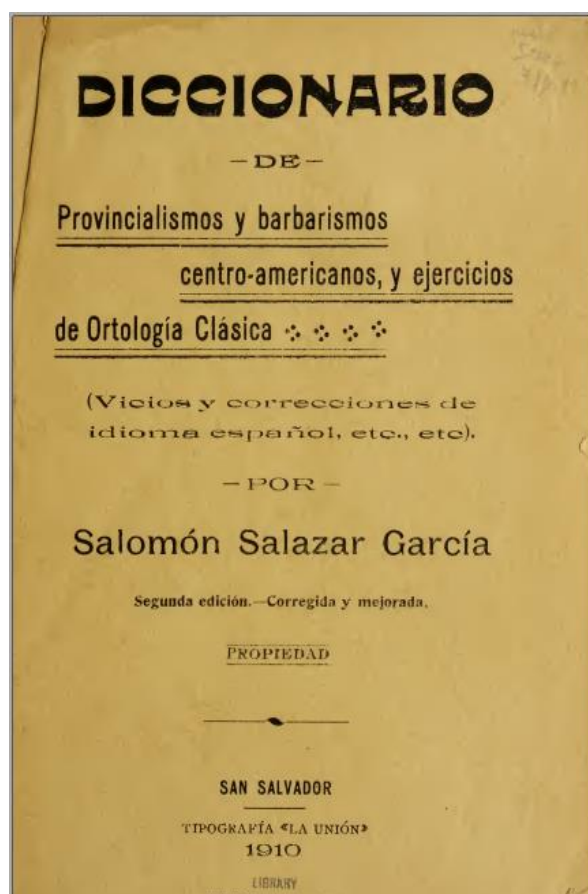 DICCIONARIO
— DE —
Provincialismos y barbarismos
centro-americanos, y ejercicios
de Ortología Clásica
(Vicios y correcciones de
idioma español, etc., etc).
— POR —
Salomón Salazar García
Segunda edición.—Corregida y mejorada.
PROPIEDAD
SAN SALVADOR
TIPOGRAFÍA «LA UNIÓN»
1910
LIBRARY